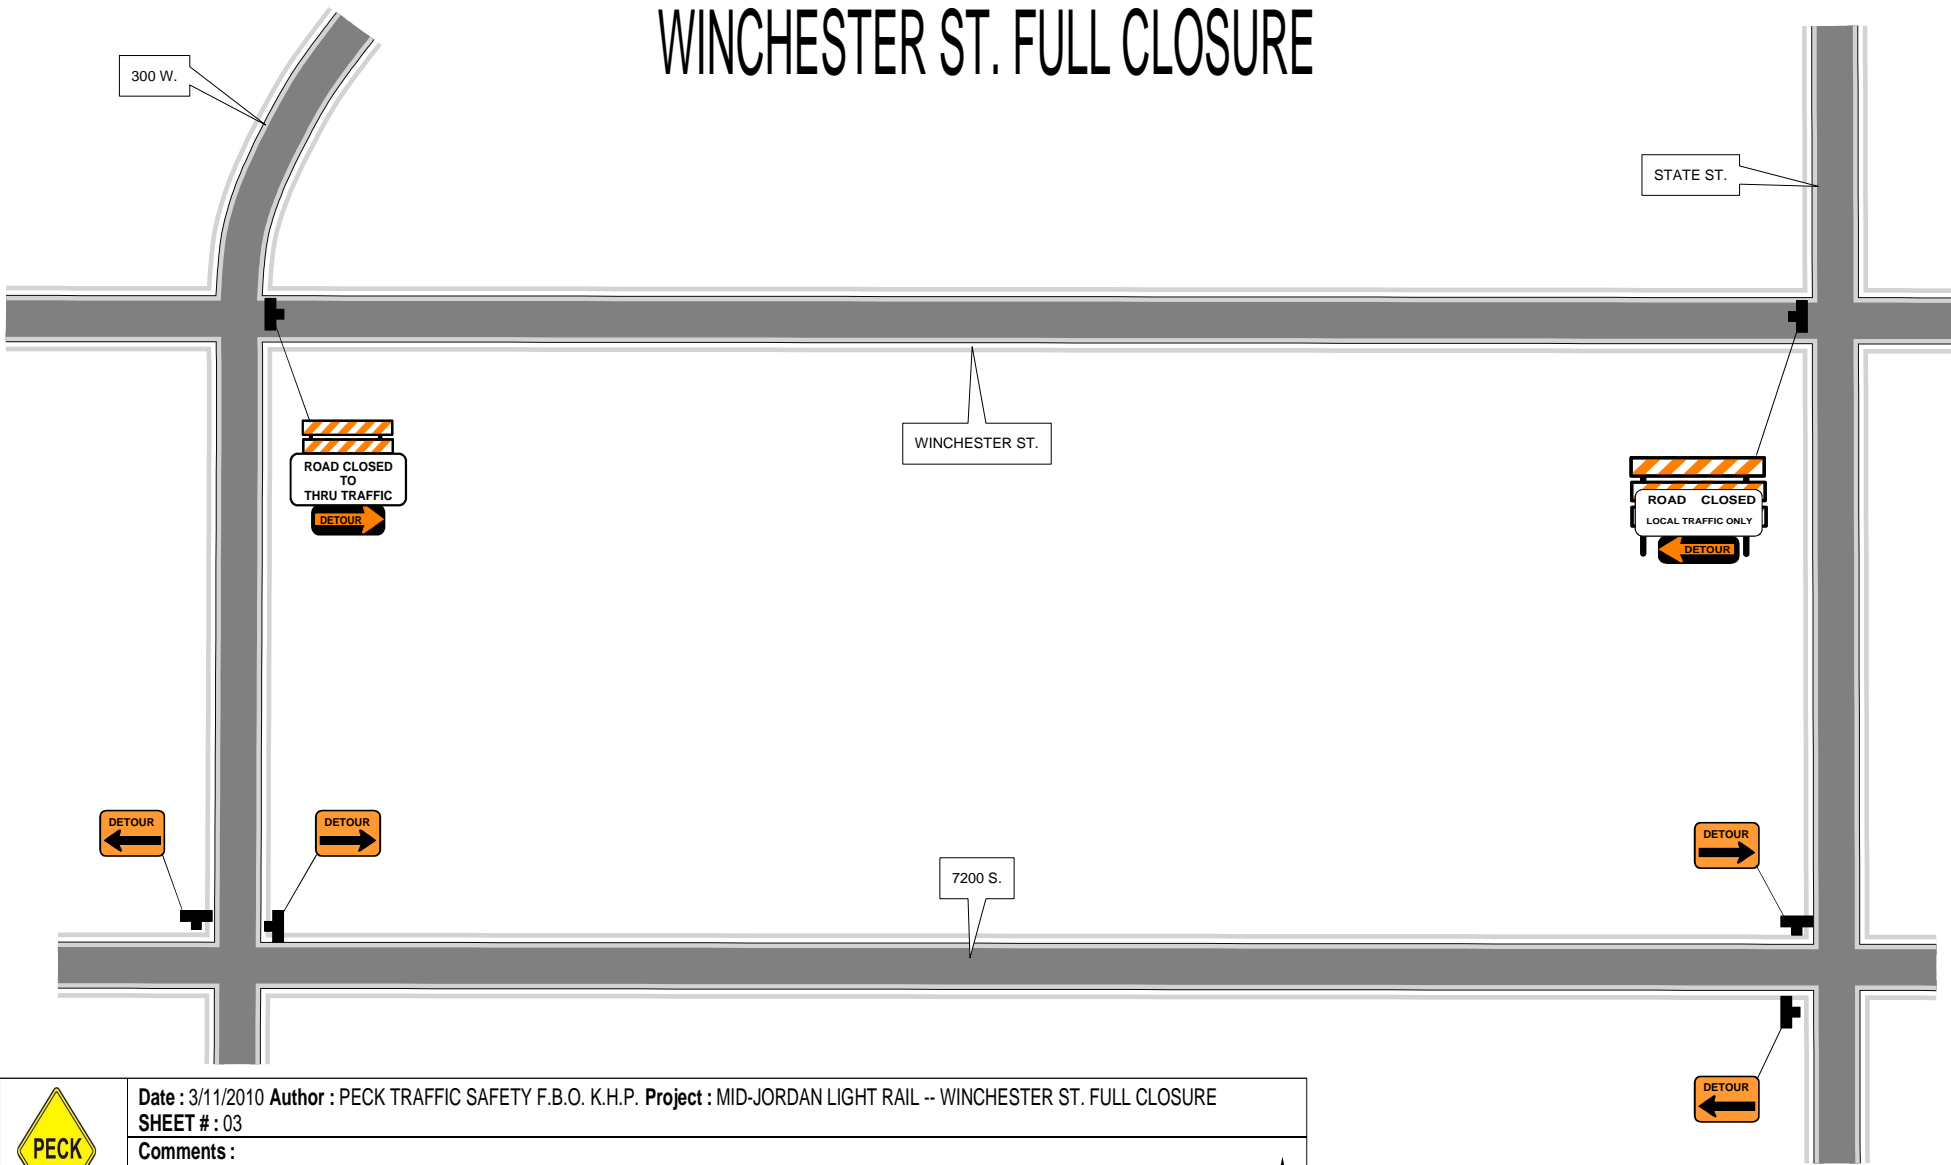 WINCHESTER ST. FULL CLOSURE
300 W.
STATE ST.
WINCHESTER ST.
ROAD CLOSED
TO
THRU TRAFFIC
DETOUR
ROAD CLOSED
LOCAL TRAFFIC ONLY
DETOUR
DETOUR
DETOUR
DETOUR
7200 S.
DETOUR
Date : 3/11/2010 Author : PECK TRAFFIC SAFETY F.B.O. K.H.P. Project : MID-JORDAN LIGHT RAIL -- WINCHESTER ST. FULL CLOSURE
SHEET # : 03
Comments :
PECK